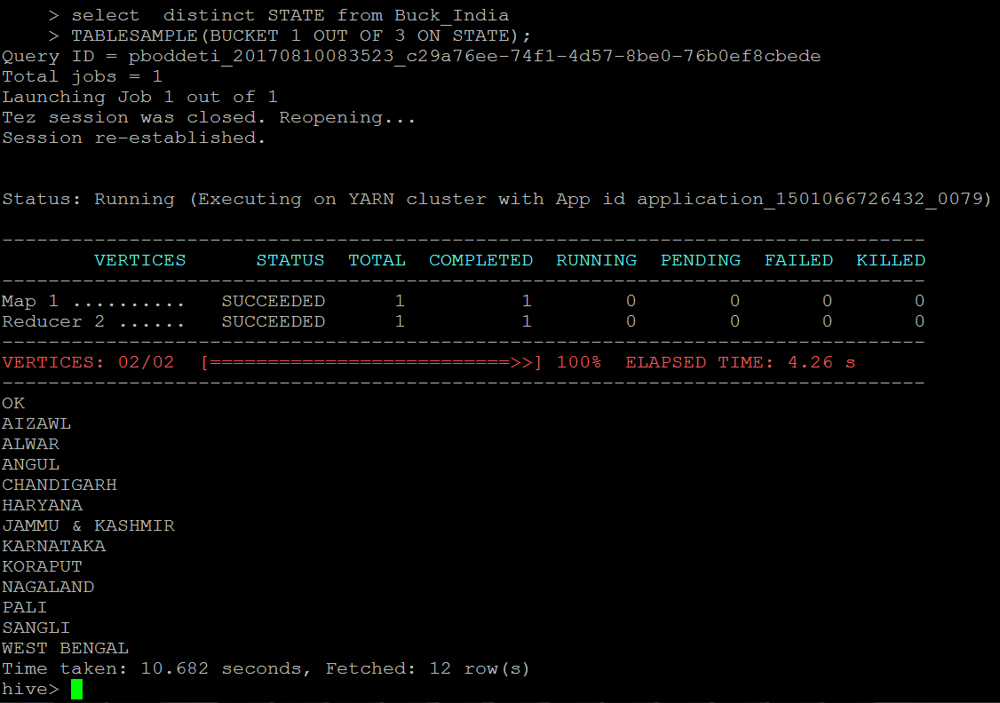 > select  distinct STATE from Buck_India
> TABLESAMPLE(BUCKET 1 OUT OF 3 ON STATE);
Query ID = pboddeti_20170810083523_c29a76ee-74f1-4d57-8be0-76b0ef8cbede
Total jobs = 1
Launching Job 1 out of 1
Tez session was closed. Reopening...
Session re-established.
Status: Running (Executing on YARN cluster with App id application_1501066726432_0079)
--------------------------------------------------------------------------------
VERTICES      STATUS  TOTAL  COMPLETED  RUNNING  PENDING  FAILED  KILLED
--------------------------------------------------------------------------------
Map 1 ..........   SUCCEEDED      1          1        0        0       0       0
Reducer 2 ......   SUCCEEDED      1          1        0        0       0       0
--------------------------------------------------------------------------------
VERTICES: 02/02  [==========================>>] 100%  ELAPSED TIME: 4.26 s
--------------------------------------------------------------------------------
OK
AIZAWL
ALWAR
ANGUL
CHANDIGARH
HARYANA
JAMMU & KASHMIR
KARNATAKA
KORAPUT
NAGALAND
PALI
SANGLI
WEST BENGAL
Time taken: 10.682 seconds, Fetched: 12 row(s)
hive>